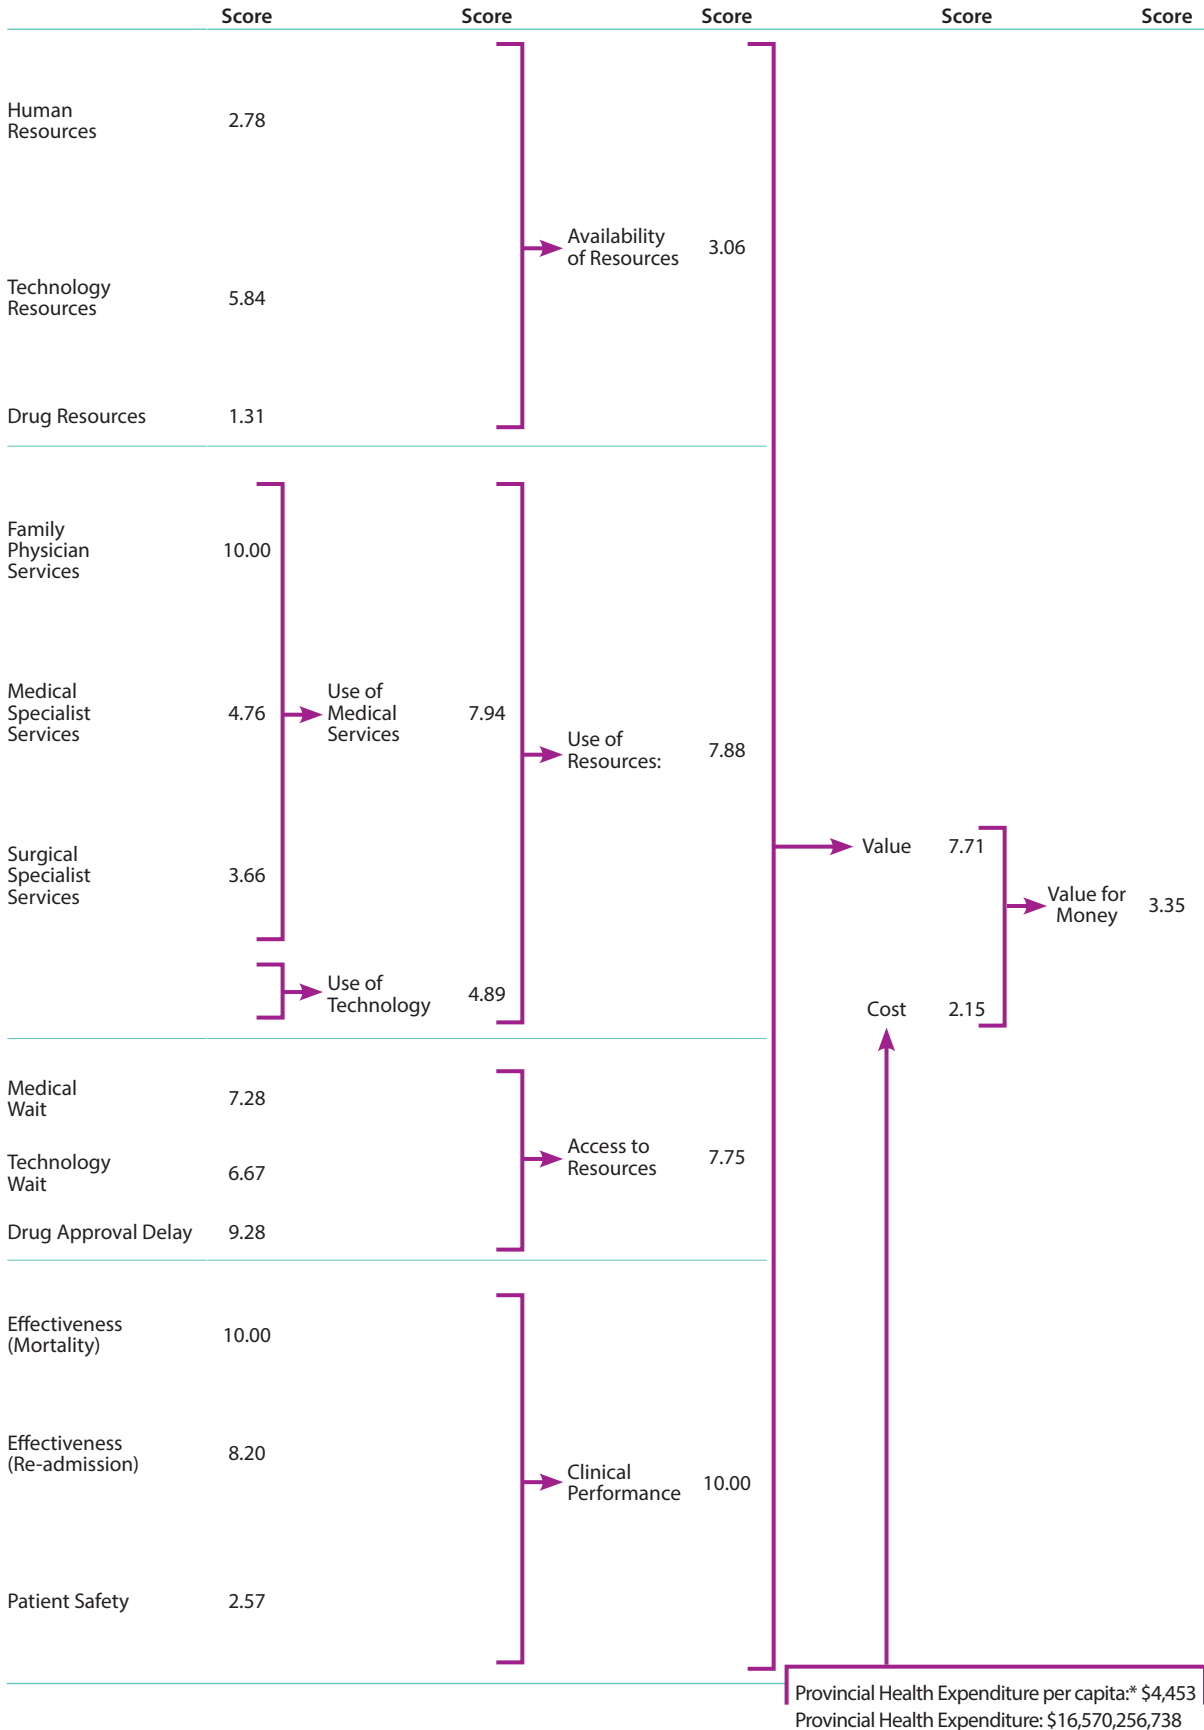 Score Score Score Score Score
Human
Resources
2.78
Availability
of Resources
3.06
Technology
Resources
5.84
Drug Resources 1.31
Family
Physician
Services
10.00
Medical
Specialist
Services
4.76
Use of
Medical
Services
7.94
Use of
Resources:
7.88
Surgical
Specialist
Services
3.66
Value 7.71
Value for
Money
3.35
Use of
Technology
4.89
Cost 2.15
Medical
Wait
7.28
Technology
Wait
6.67
Access to
Resources
7.75
Drug Approval Delay 9.28
Effectiveness
(Mortality)
10.00
Effectiveness
(Re-admission)
8.20
Clinical
Performance
10.00
Patient Safety 2.57
Provincial Health Expenditure per capita:* $4,453
Provincial Health Expenditure: $16,570,256,738